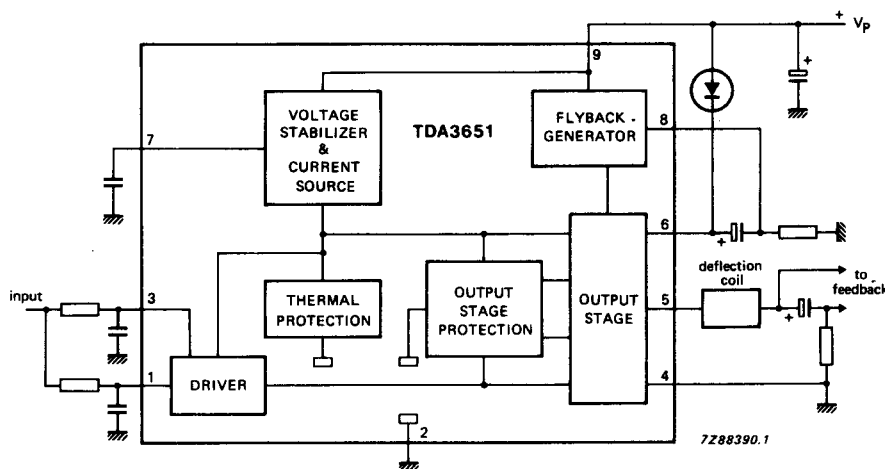 + VP
9
+
VOLTAGE
STABILIZER
&
CURRENT
SOURCE
TDA3651
FLYBACK -
GENERATOR
8
7
6
+
deflection
coil
to
feedback
input
3
THERMAL
PROTECTION
OUTPUT
STAGE
PROTECTION
OUTPUT
STAGE
5
+
1
DRIVER
4
2
7Z88390.1